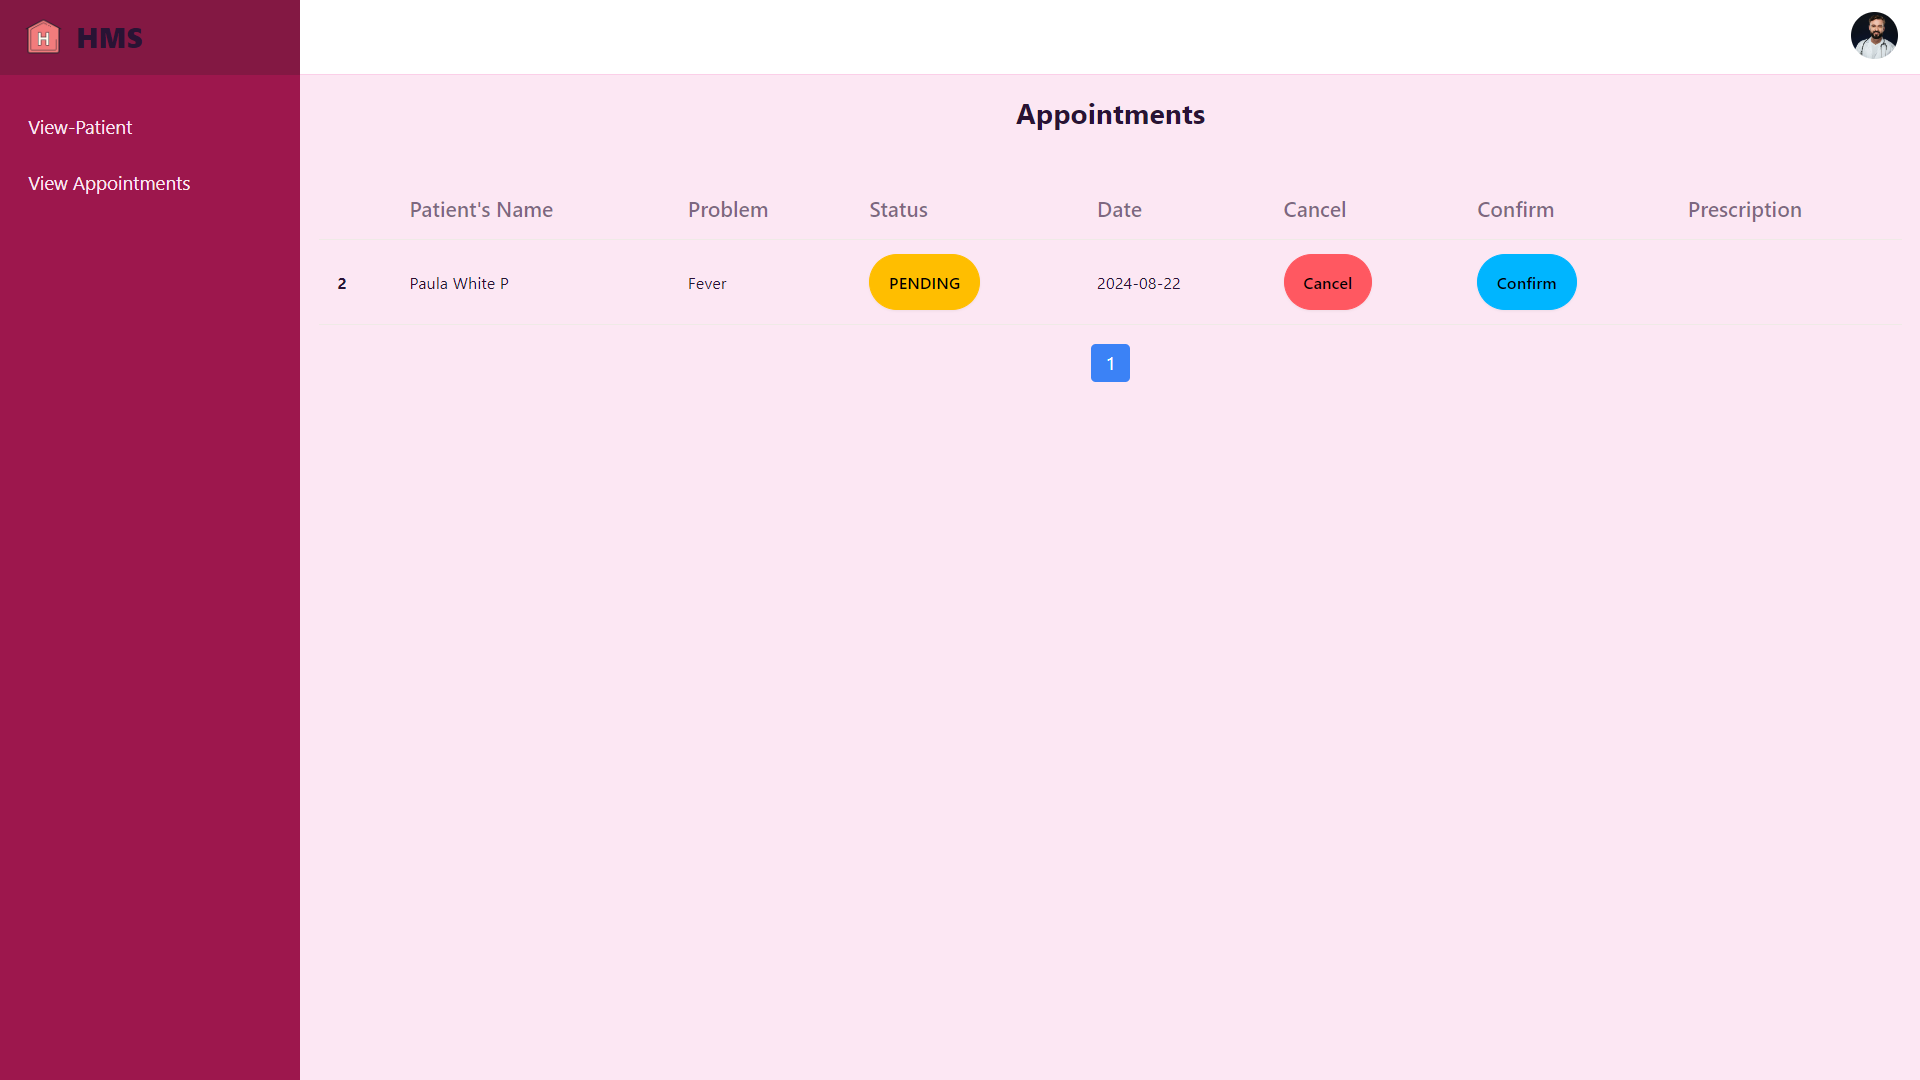 H HMS
View-Patient
View Appointments
Appointments
Patient's Name Problem Status Date Cancel Confirm Prescription
2 Paula White P Fever PENDING 2024-08-22 Cancel Confirm
1